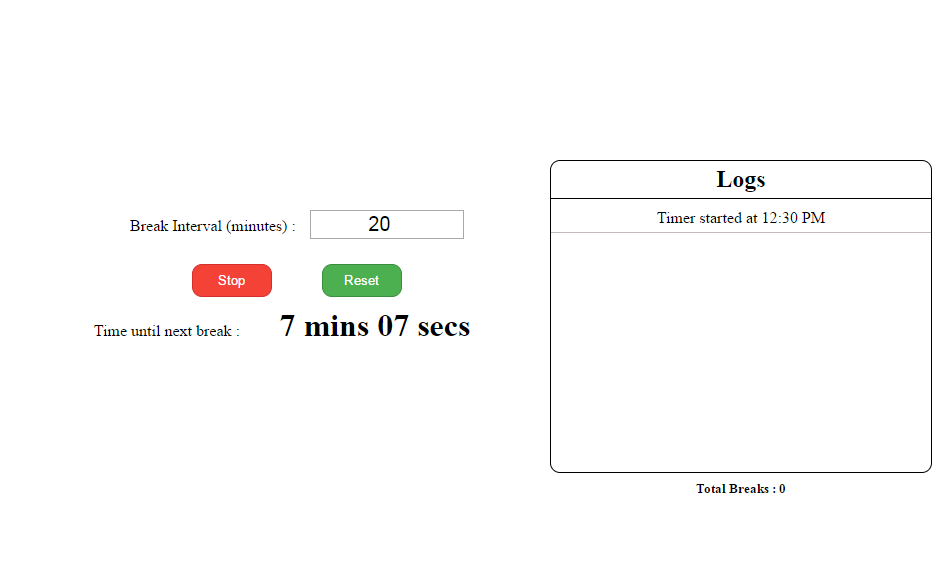 Break Interval (minutes) : 20
Stop Reset
Time until next break : 7 mins 07 secs
Logs
Timer started at 12:30 PM
Total Breaks : 0